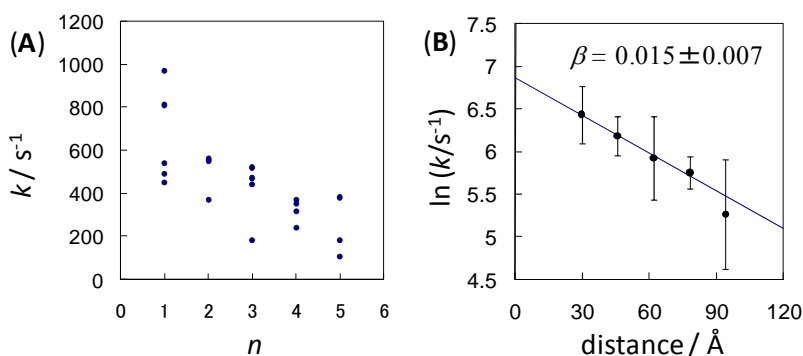 (A)
1200
1000
800
600
400
200
0
k / s⁻¹
0 1 2 3 4 5 6
n
(B)
β = 0.015±0.007
7.5
7
6.5
6
5.5
5
4.5
ln (k/s⁻¹)
0 30 60 90 120
distance / Å